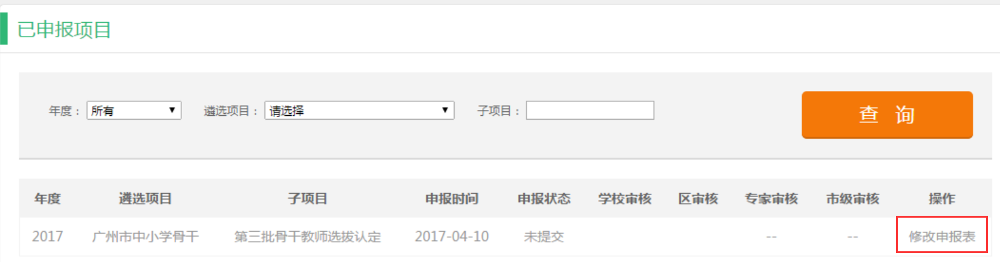 已申报项目
年度： 所有 遴选项目： 请选择 子项目： 查 询
年度 遴选项目 子项目 申报时间 申报状态 学校审核 区审核 专家审核 市级审核 操作
2017 广州市中小学骨干 第三批骨干教师选拔认定 2017-04-10 未提交 -- -- 修改申报表